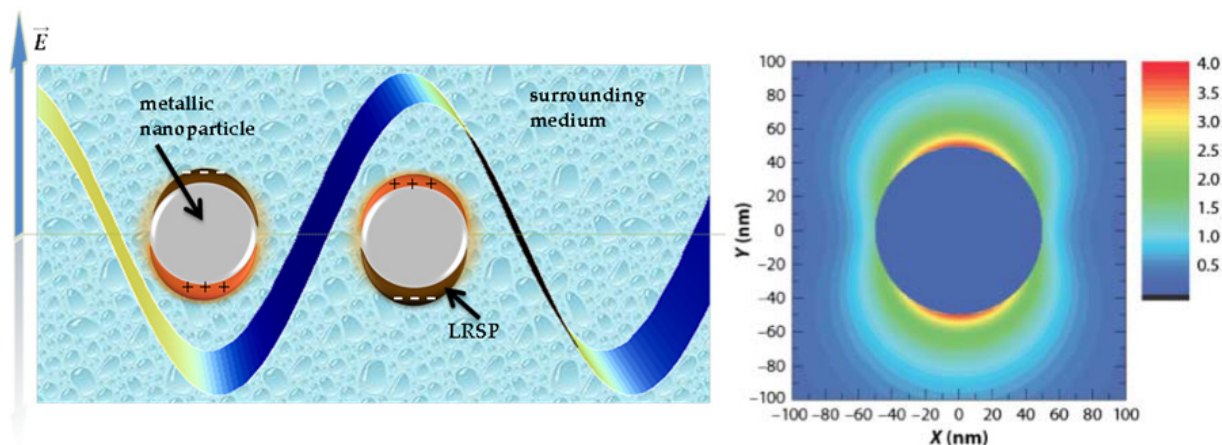 E
metallic
nanoparticle
surrounding
medium
− − −
+ + +
+ + +
− − − −
LRSP
Y (nm)
100
80
60
40
20
0
−20
−40
−60
−80
−100
−100 −80 −60 −40 −20 0 20 40 60 80 100
X (nm)
4.0
3.5
3.0
2.5
2.0
1.5
1.0
0.5